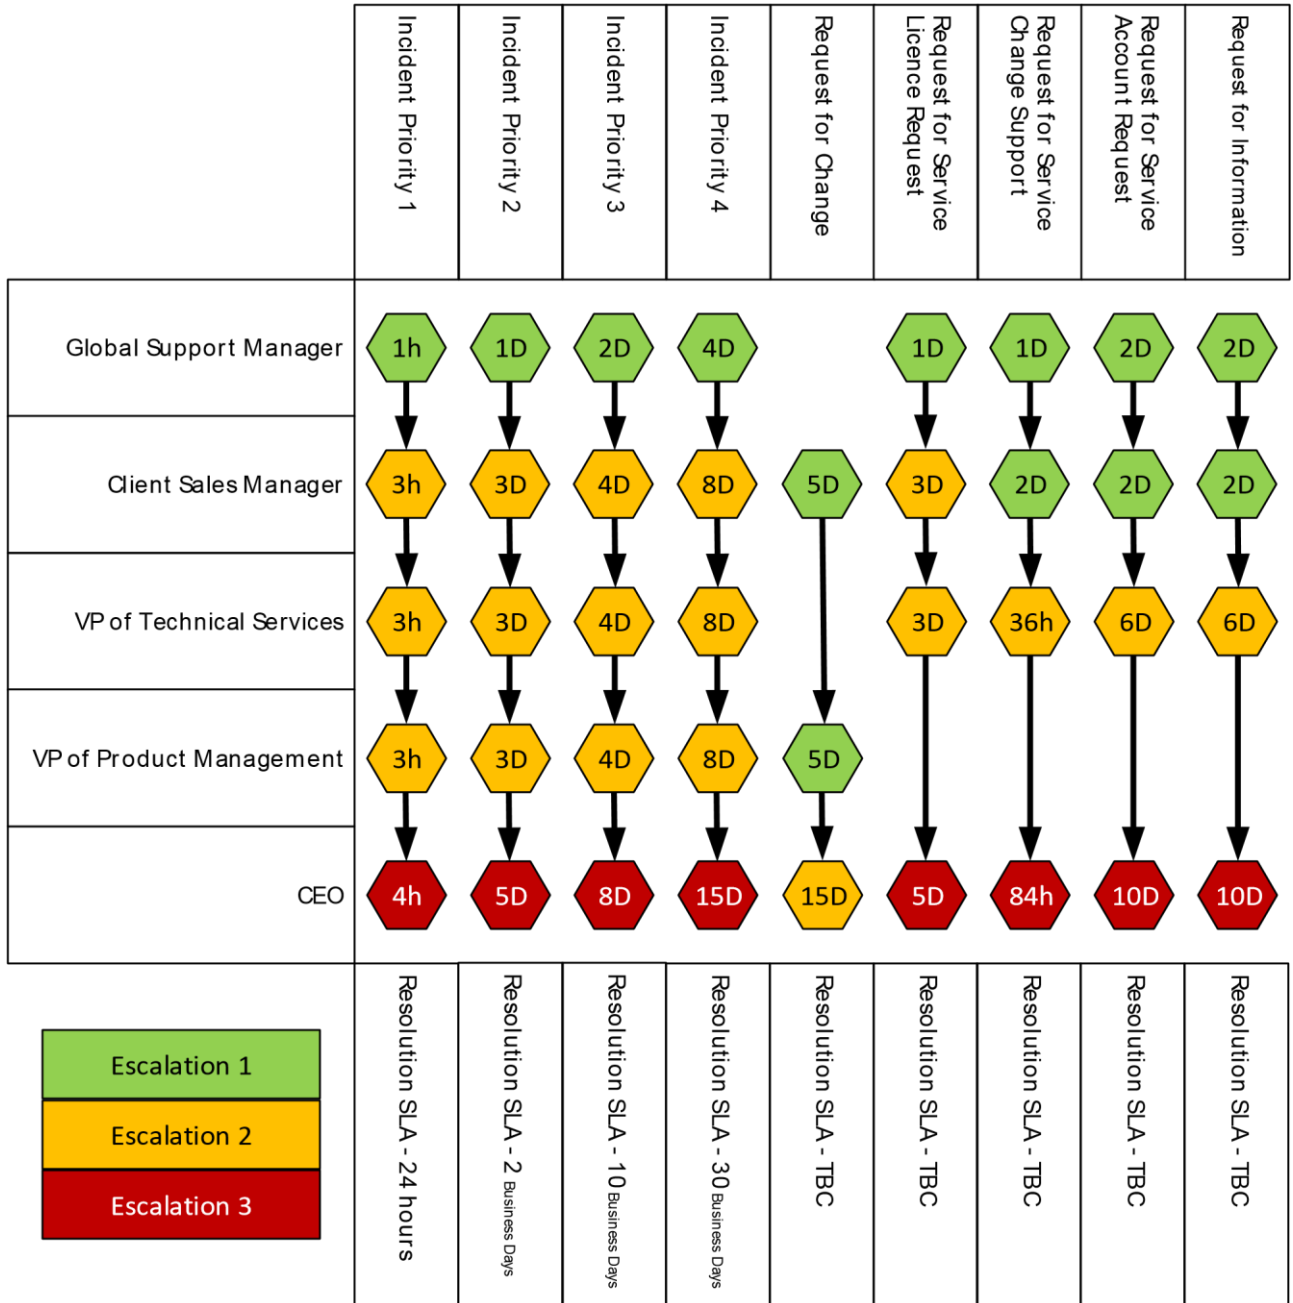 Incident Priority 1
Incident Priority 2
Incident Priority 3
Incident Priority 4
Request for Change
Request for Service
Licence Request
Request for Service
Change Support
Request for Service
Account Request
Request for Information
Global Support Manager
1h
1D
2D
4D
1D
1D
2D
2D
Client Sales Manager
3h
3D
4D
8D
5D
3D
2D
2D
2D
VP of Technical Services
3h
3D
4D
8D
3D
36h
6D
6D
VP of Product Management
3h
3D
4D
8D
5D
CEO
4h
5D
8D
15D
15D
5D
84h
10D
10D
Resolution SLA - 24 hours
Resolution SLA - 2 Business Days
Resolution SLA - 10 Business Days
Resolution SLA - 30 Business Days
Resolution SLA - TBC
Resolution SLA - TBC
Resolution SLA - TBC
Resolution SLA - TBC
Resolution SLA - TBC
Escalation 1
Escalation 2
Escalation 3